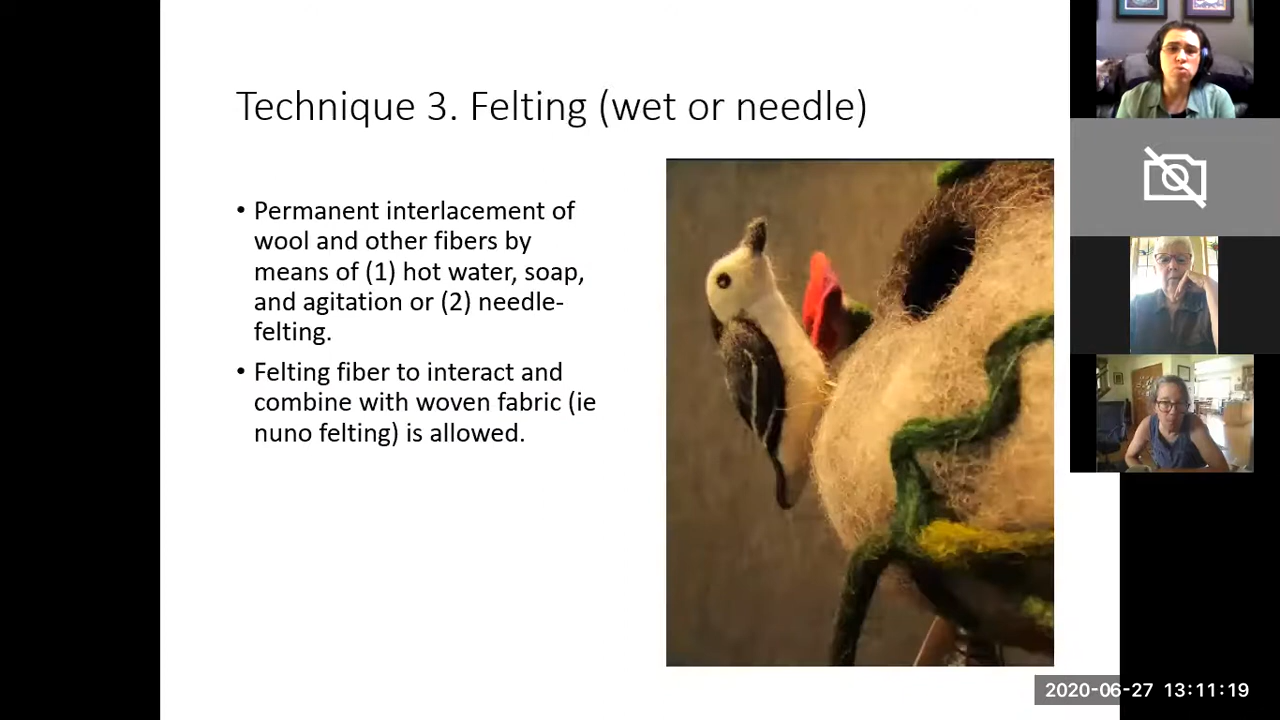 Technique 3. Felting (wet or needle)
• Permanent interlacement of
wool and other fibers by
means of (1) hot water, soap,
and agitation or (2) needle-
felting.
• Felting fiber to interact and
combine with woven fabric (ie
nuno felting) is allowed.
2020-06-27 13:11:19